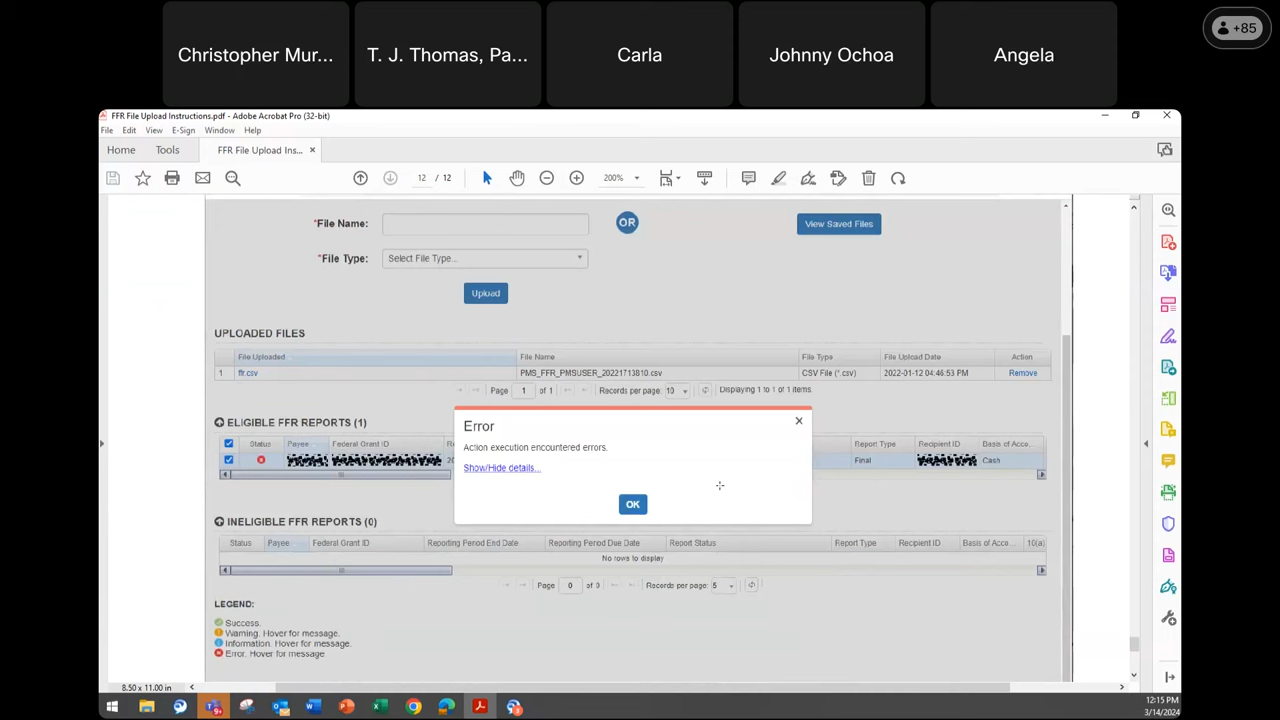 Christopher Mur...
T. J. Thomas, Pa...
Carla
Johnny Ochoa
Angela
+85
FFR File Upload Instructions.pdf - Adobe Acrobat Pro (32-bit)
File Edit View E-Sign Window Help
Home Tools FFR File Upload Ins... ×
12 / 12 200%
*File Name: OR View Saved Files
*File Type: Select File Type...
Upload
UPLOADED FILES
File Uploaded File Name File Type File Upload Date Action
1 ffr.csv PMS_FFR_PMSUSER_20221713810.csv CSV File (*.csv) 2022-01-12 04:46:53 PM Remove
Page 1 of 1 Records per page: 10 Displaying 1 to 1 of 1 items.
ELIGIBLE FFR REPORTS (1)
Status Payee Federal Grant ID Report Type Recipient ID Basis of Acco...
Final Cash
Error
Action execution encountered errors.
Show/Hide details...
OK
INELIGIBLE FFR REPORTS (0)
Status Payee Federal Grant ID Reporting Period End Date Reporting Period Due Date Report Status Report Type Recipient ID Basis of Acco... 10(a)
No rows to display
Page 0 of 0 Records per page: 5
LEGEND:
Success.
Warning. Hover for message.
Information. Hover for message.
Error. Hover for message
8.50 x 11.00 in
12:15 PM
3/14/2024